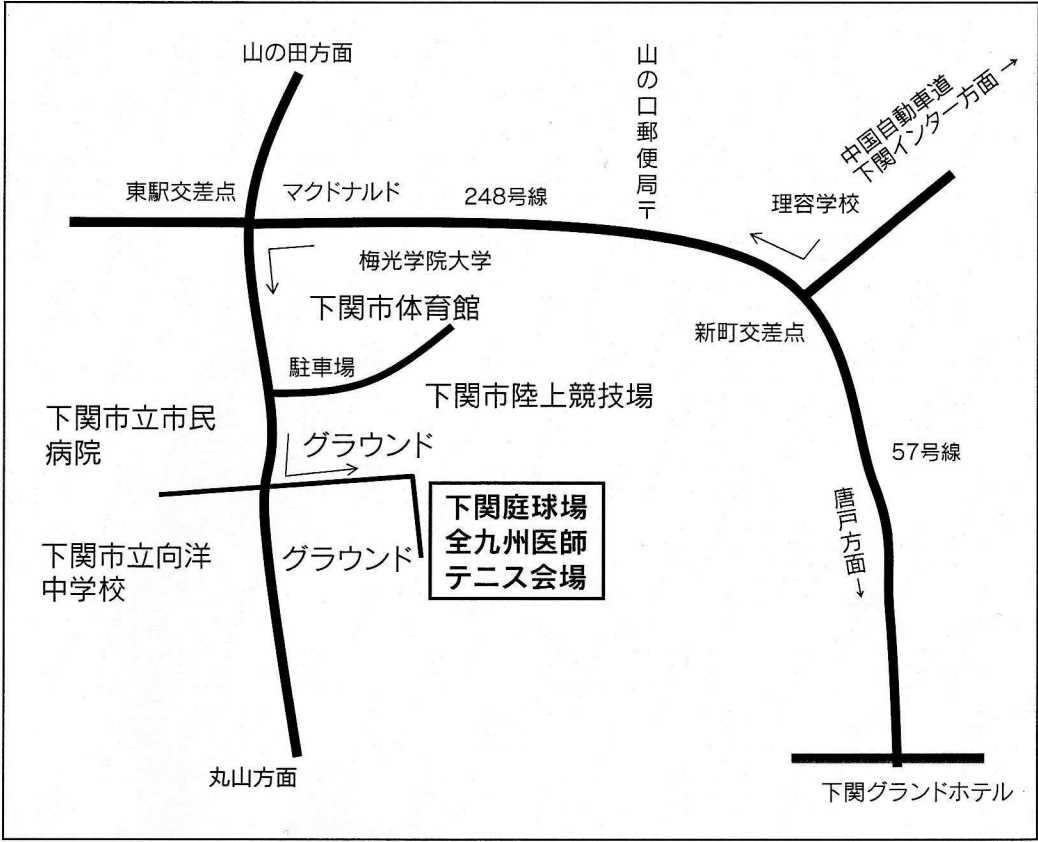 山の田方面
山の口郵便局〒
中国自動車道
下関インター方面→
東駅交差点
マクドナルド
248号線
理容学校
梅光学院大学
下関市体育館
新町交差点
駐車場
下関市陸上競技場
下関市立市民
病院
グラウンド
57号線
下関庭球場
全九州医師
テニス会場
唐戸方面→
下関市立向洋
中学校
グラウンド
丸山方面
下関グランドホテル